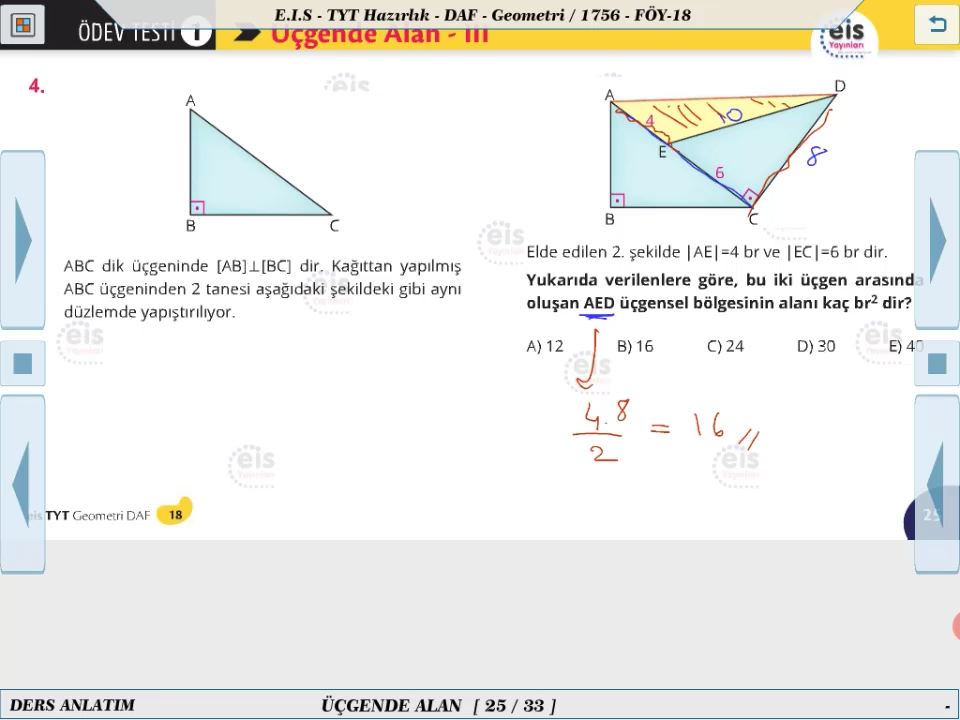 E.I.S - TYT Hazırlık - DAF - Geometri / 1756 - FÖY-18
ÖDEV TESTİ 1
Üçgende Alan - III
eis
Yayınları
4.
A
B
C
A
D
4
10
E
6
8
B
C
ABC dik üçgeninde [AB]⊥[BC] dir. Kağıttan yapılmış
ABC üçgeninden 2 tanesi aşağıdaki şekildeki gibi aynı
düzlemde yapıştırılıyor.
Elde edilen 2. şekilde |AE|=4 br ve |EC|=6 br dir.
Yukarıda verilenlere göre, bu iki üçgen arasında
oluşan AED üçgensel bölgesinin alanı kaç br² dir?
A) 12 B) 16 C) 24 D) 30 E) 40
4.8
2
= 16 //
eis TYT Geometri DAF 18
25
DERS ANLATIM ÜÇGENDE ALAN [ 25 / 33 ] -